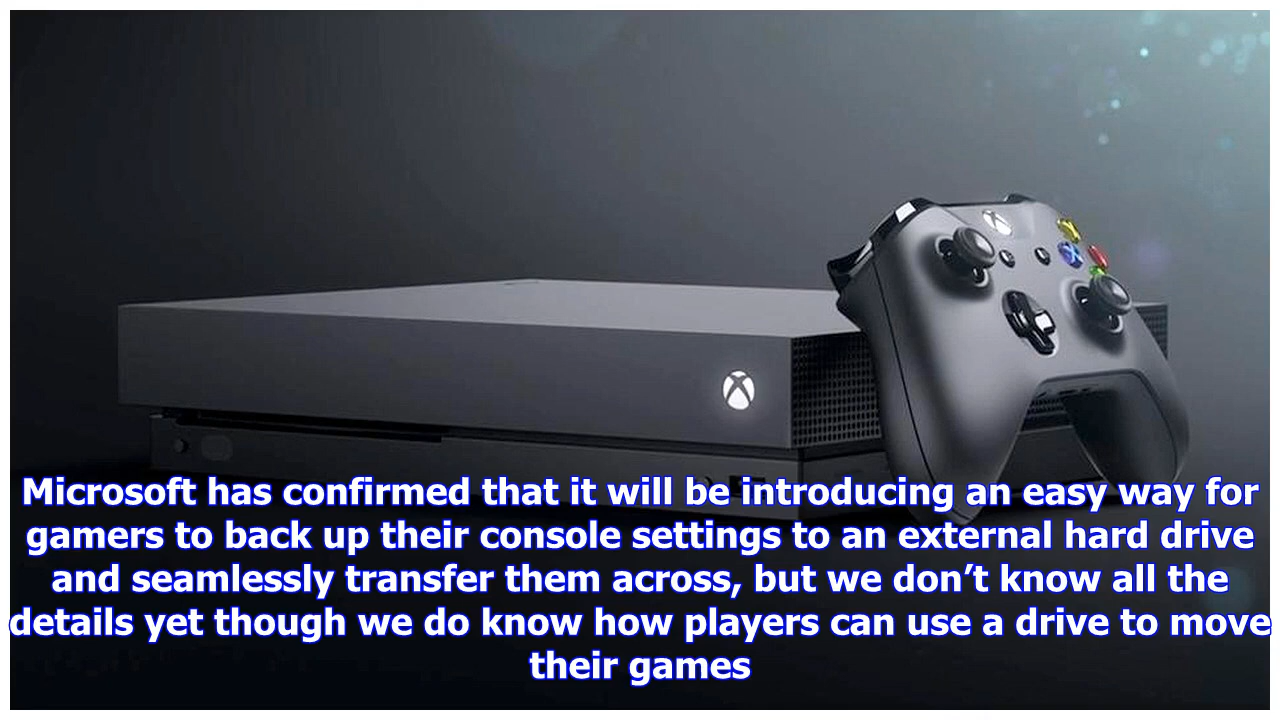 Microsoft has confirmed that it will be introducing an easy way for
gamers to back up their console settings to an external hard drive
and seamlessly transfer them across, but we don’t know all the
details yet though we do know how players can use a drive to move
their games